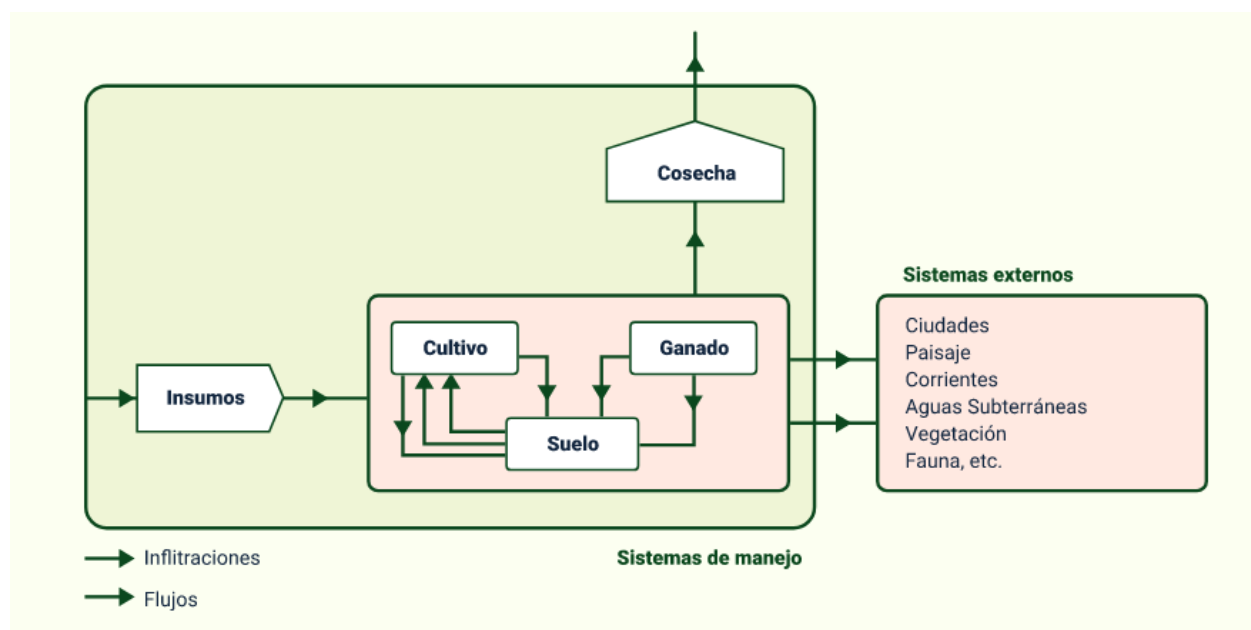 Cosecha
Sistemas externos
Ciudades
Paisaje
Corrientes
Aguas Subterráneas
Vegetación
Fauna, etc.
Cultivo
Ganado
Insumos
Suelo
Inflitraciones
Sistemas de manejo
Flujos